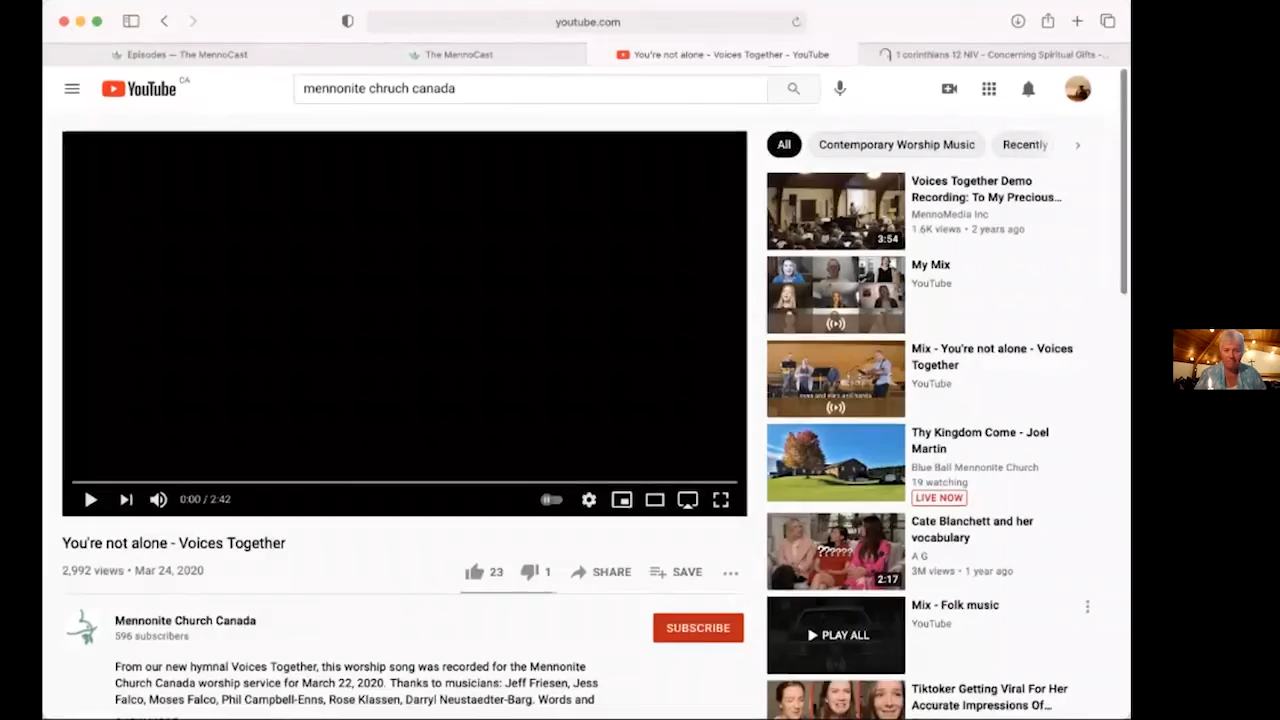 youtube.com
Episodes — The MennoCast
The MennoCast
You're not alone - Voices Together - YouTube
1 corinthians 12 NIV - Concerning Spiritual Gifts -...
YouTube CA
mennonite chruch canada
All
Contemporary Worship Music
Recently
Voices Together Demo
Recording: To My Precious...
MennoMedia Inc
1.6K views • 2 years ago
3:54
My Mix
YouTube
Mix - You're not alone - Voices
Together
YouTube
Thy Kingdom Come - Joel
Martin
Blue Ball Mennonite Church
19 watching
LIVE NOW
Cate Blanchett and her
vocabulary
A G
3M views • 1 year ago
??????
2:17
Mix - Folk music
YouTube
PLAY ALL
Tiktoker Getting Viral For Her
Accurate Impressions Of...
0:00 / 2:42
You're not alone - Voices Together
2,992 views • Mar 24, 2020
23
1
SHARE
SAVE
Mennonite Church Canada
596 subscribers
SUBSCRIBE
From our new hymnal Voices Together, this worship song was recorded for the Mennonite
Church Canada worship service for March 22, 2020. Thanks to musicians: Jeff Friesen, Jess
Falco, Moses Falco, Phil Campbell-Enns, Rose Klassen, Darryl Neustaedter-Barg. Words and